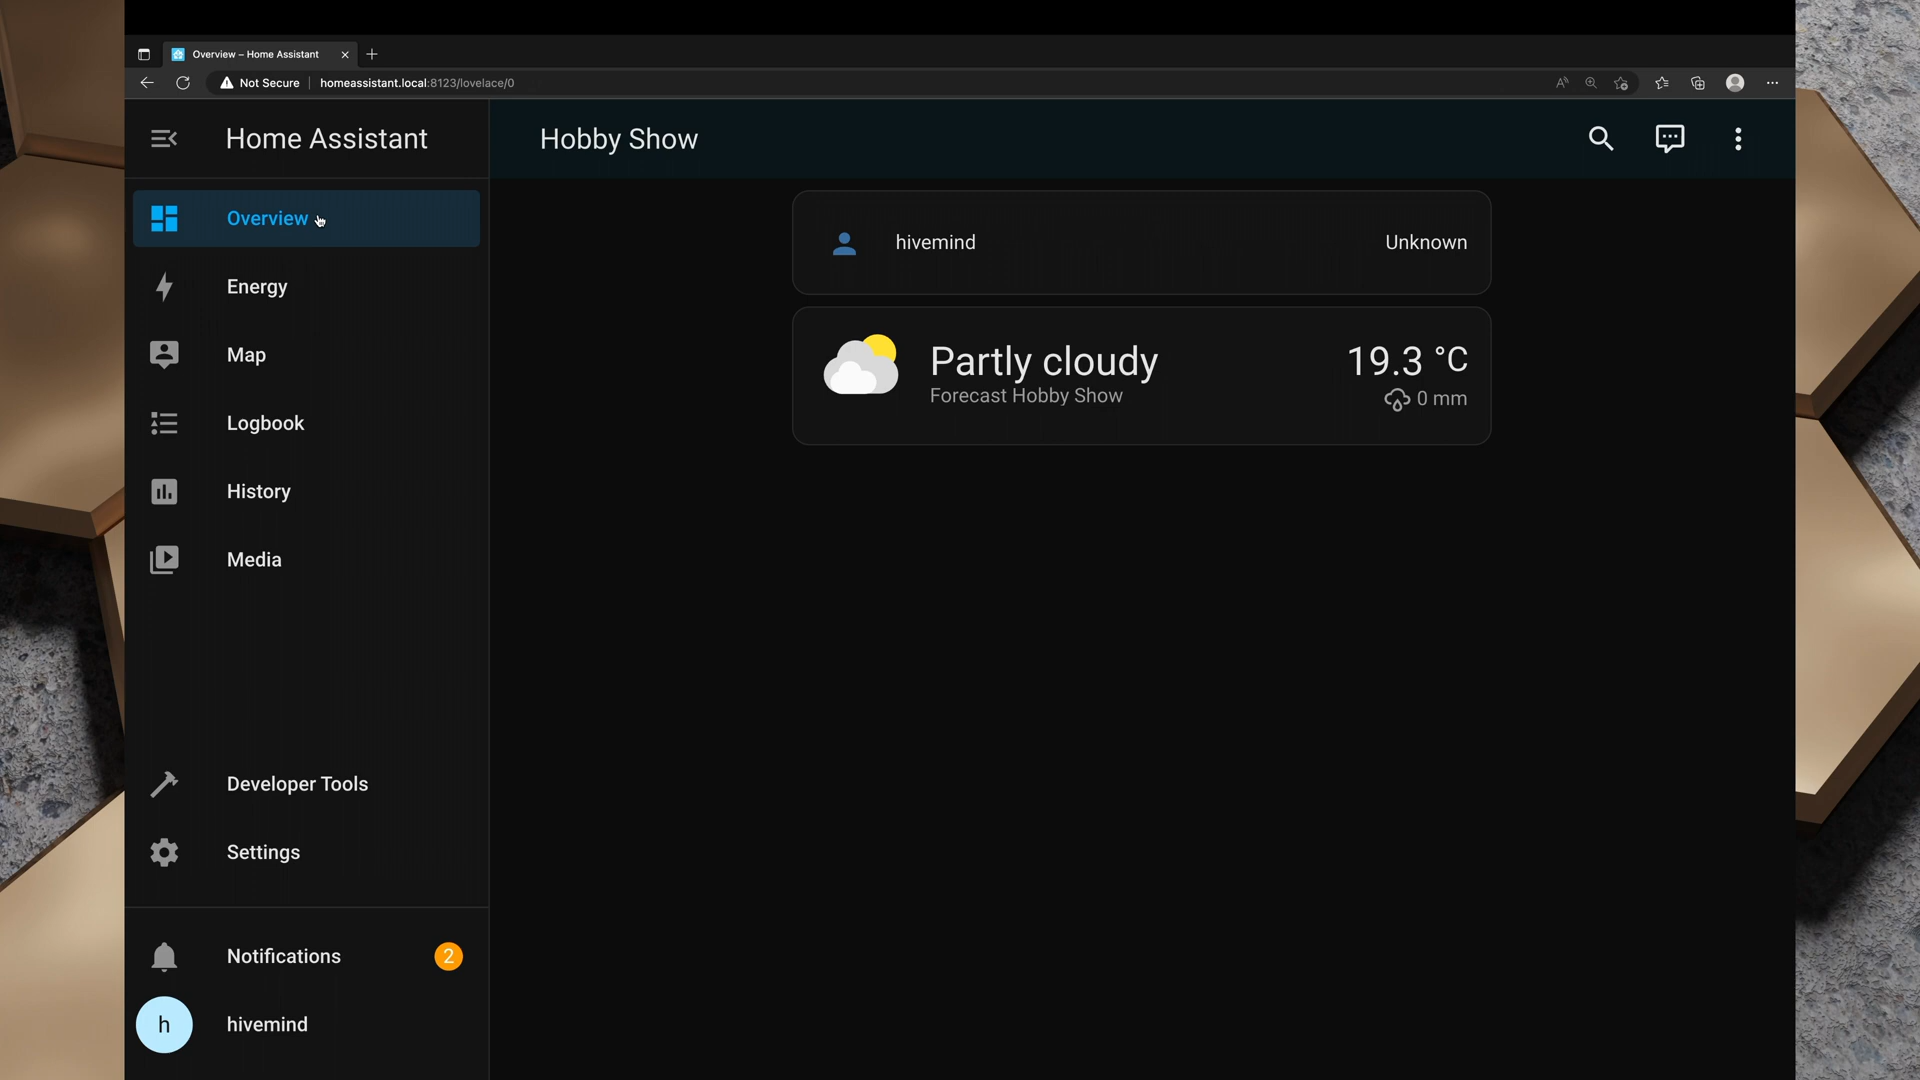 Overview – Home Assistant
Not Secure homeassistant.local:8123/lovelace/0
Home Assistant
Hobby Show
Overview
Energy
Map
Logbook
History
Media
Developer Tools
Settings
Notifications 2
h hivemind
hivemind Unknown
Partly cloudy 19.3 °C
Forecast Hobby Show 0 mm